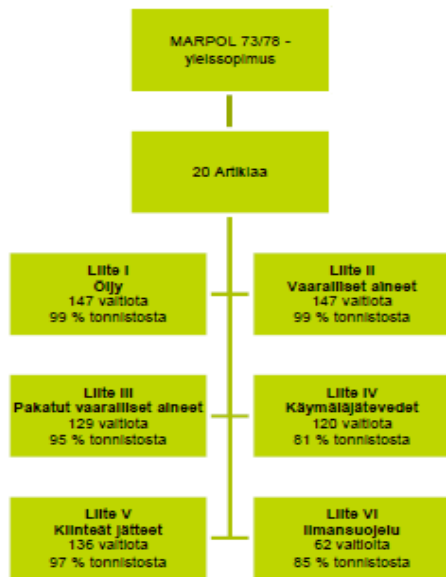 MARPOL 73/78 -
yleissopimus
20 Artiklaa
Liite I
Öljy
147 valtiota
99 % tonnistosta
Liite II
Vaaralliset aineet
147 valtiota
99 % tonnistosta
Liite III
Pakatut vaaralliset aineet
129 valtiota
95 % tonnistosta
Liite IV
Käymäläjätevedet
120 valtiota
81 % tonnistosta
Liite V
Kiinteät jätteet
136 valtiota
97 % tonnistosta
Liite VI
Ilmansuojelu
62 valtioita
85 % tonnistosta